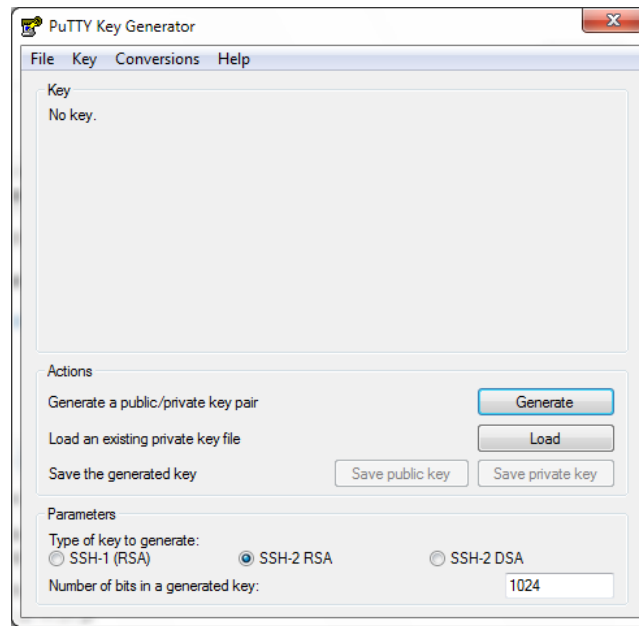 PuTTY Key Generator
File Key Conversions Help
Key
No key.
Actions
Generate a public/private key pair Generate
Load an existing private key file Load
Save the generated key Save public key Save private key
Parameters
Type of key to generate:
SSH-1 (RSA) SSH-2 RSA SSH-2 DSA
Number of bits in a generated key: 1024